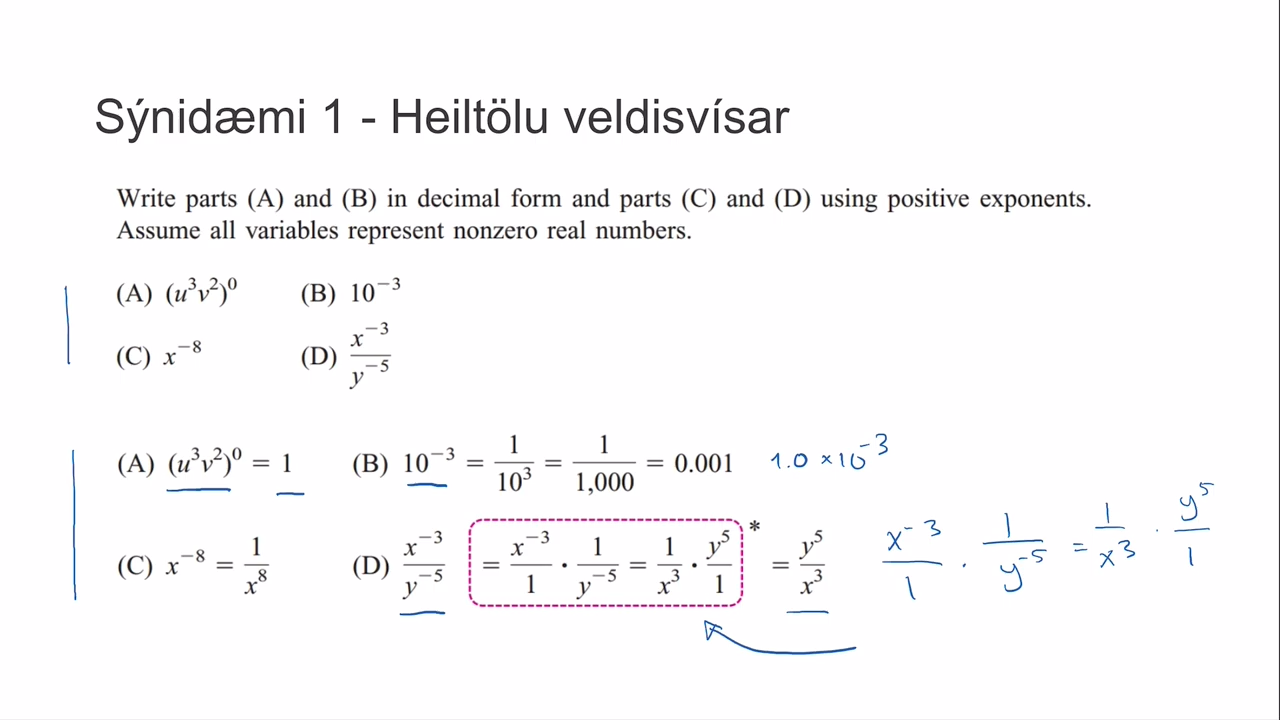 Sýnidæmi 1 - Heiltölu veldisvísar
Write parts (A) and (B) in decimal form and parts (C) and (D) using positive exponents.
Assume all variables represent nonzero real numbers.
(A) (u³v²)⁰ (B) 10⁻³
(C) x⁻⁸ (D) x⁻³/y⁻⁵
(A) (u³v²)⁰ = 1 (B) 10⁻³ = 1/10³ = 1/1,000 = 0.001 1.0 ×10⁻³
(C) x⁻⁸ = 1/x⁸ (D) x⁻³/y⁻⁵ = x⁻³/1 · 1/y⁻⁵ = 1/x³ · y⁵/1 * = y⁵/x³ x⁻³/1 · 1/y⁻⁵ = 1/x³ · y⁵/1